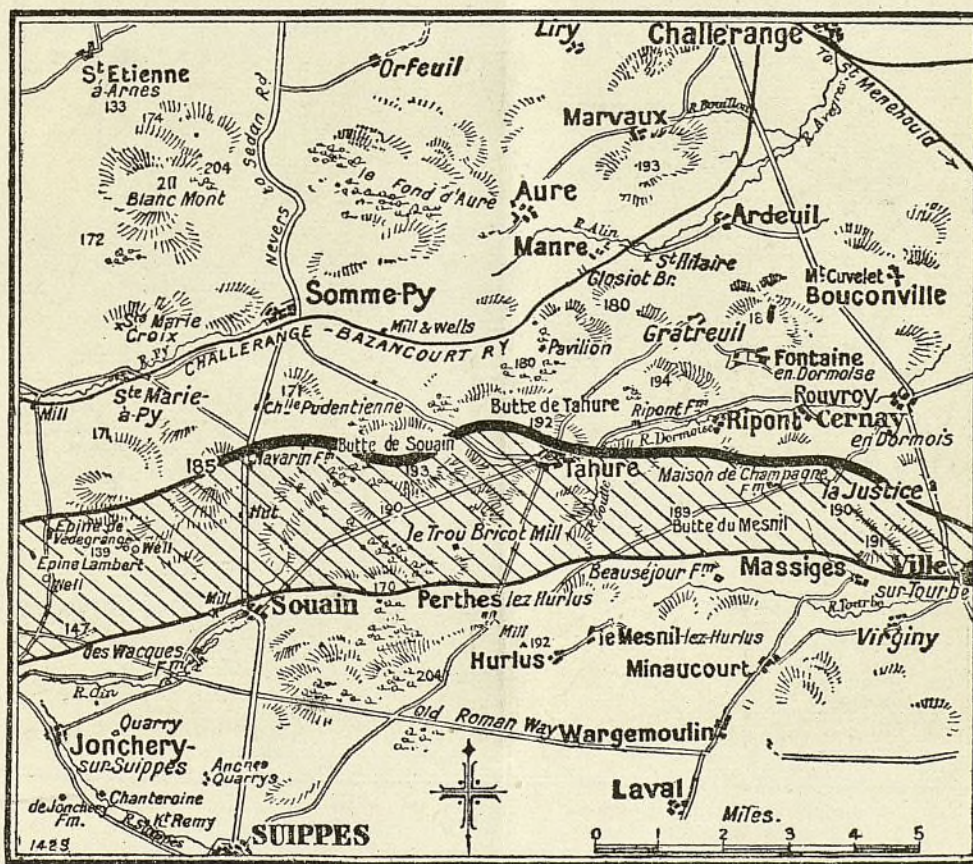 Liry
Challerange
St Etienne
à-Arnes
133
174
204
211
Blanc Mont
172
Nevers to Sedan Rd
Orfeuil
le Fond d'Aure
Marvaux
R. Bouillon
193
R. Avegres
To St Menehould
Aure
R. Alin
Manre
Ardeuil
St Hilaire
Glosiot Br.
180
Mt Cuvelet
Bouconville
Somme-Py
Ste Marie
Croix
R. Py
CHALLERANGE - BAZANCOURT RY
Mill & Wells
Pavilion
180
Gratreuil
Fontaine
en Dormoise
194
Ste Marie-
à-Py
Mill
171
171
Chlle Pudentienne
Butte de Tahure
192
Ripont Fm
R. Dormoise
Ripont
Rouvroy
Cernay
en Dormois
185
Navarin Fm
Butte de Souain
193
Tahure
Maison de Champagne
Fm
la Justice
190
Hut
190
le Trou Bricot Mill
189
Butte du Mesnil
191
Epine de
Vedegrange
139
Well
Epine Lambert
Well
Beauséjour Fm
Massiges
Ville
sur-Tourbe
Mill
Souain
170
Perthes lez Hurlus
R. Tourbe
147
des Wacques
Fm
R. Ain
Mill
192
Hurlus
le Mesnil-lez-Hurlus
Virginy
Minaucourt
204
old Roman Way
Wargemoulin
Quarry
Jonchery-
sur-Suippes
Ancnes
Quarrys
Laval
de Jonchery
Fm.
Chanteroine
R. Suippes
Kt Remy
SUIPPES
Miles.
0 1 2 3 4 5
1429